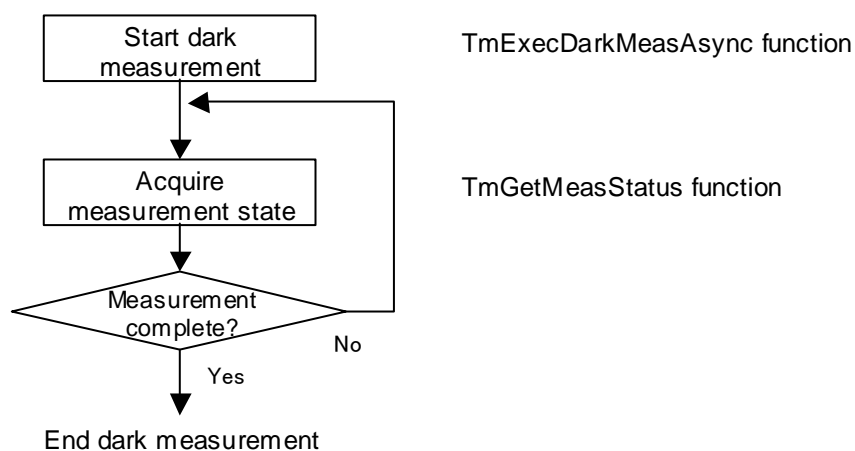 Start dark
measurement
TmExecDarkMeasAsync function
Acquire
measurement state
TmGetMeasStatus function
Measurement
complete?
No
Yes
End dark measurement